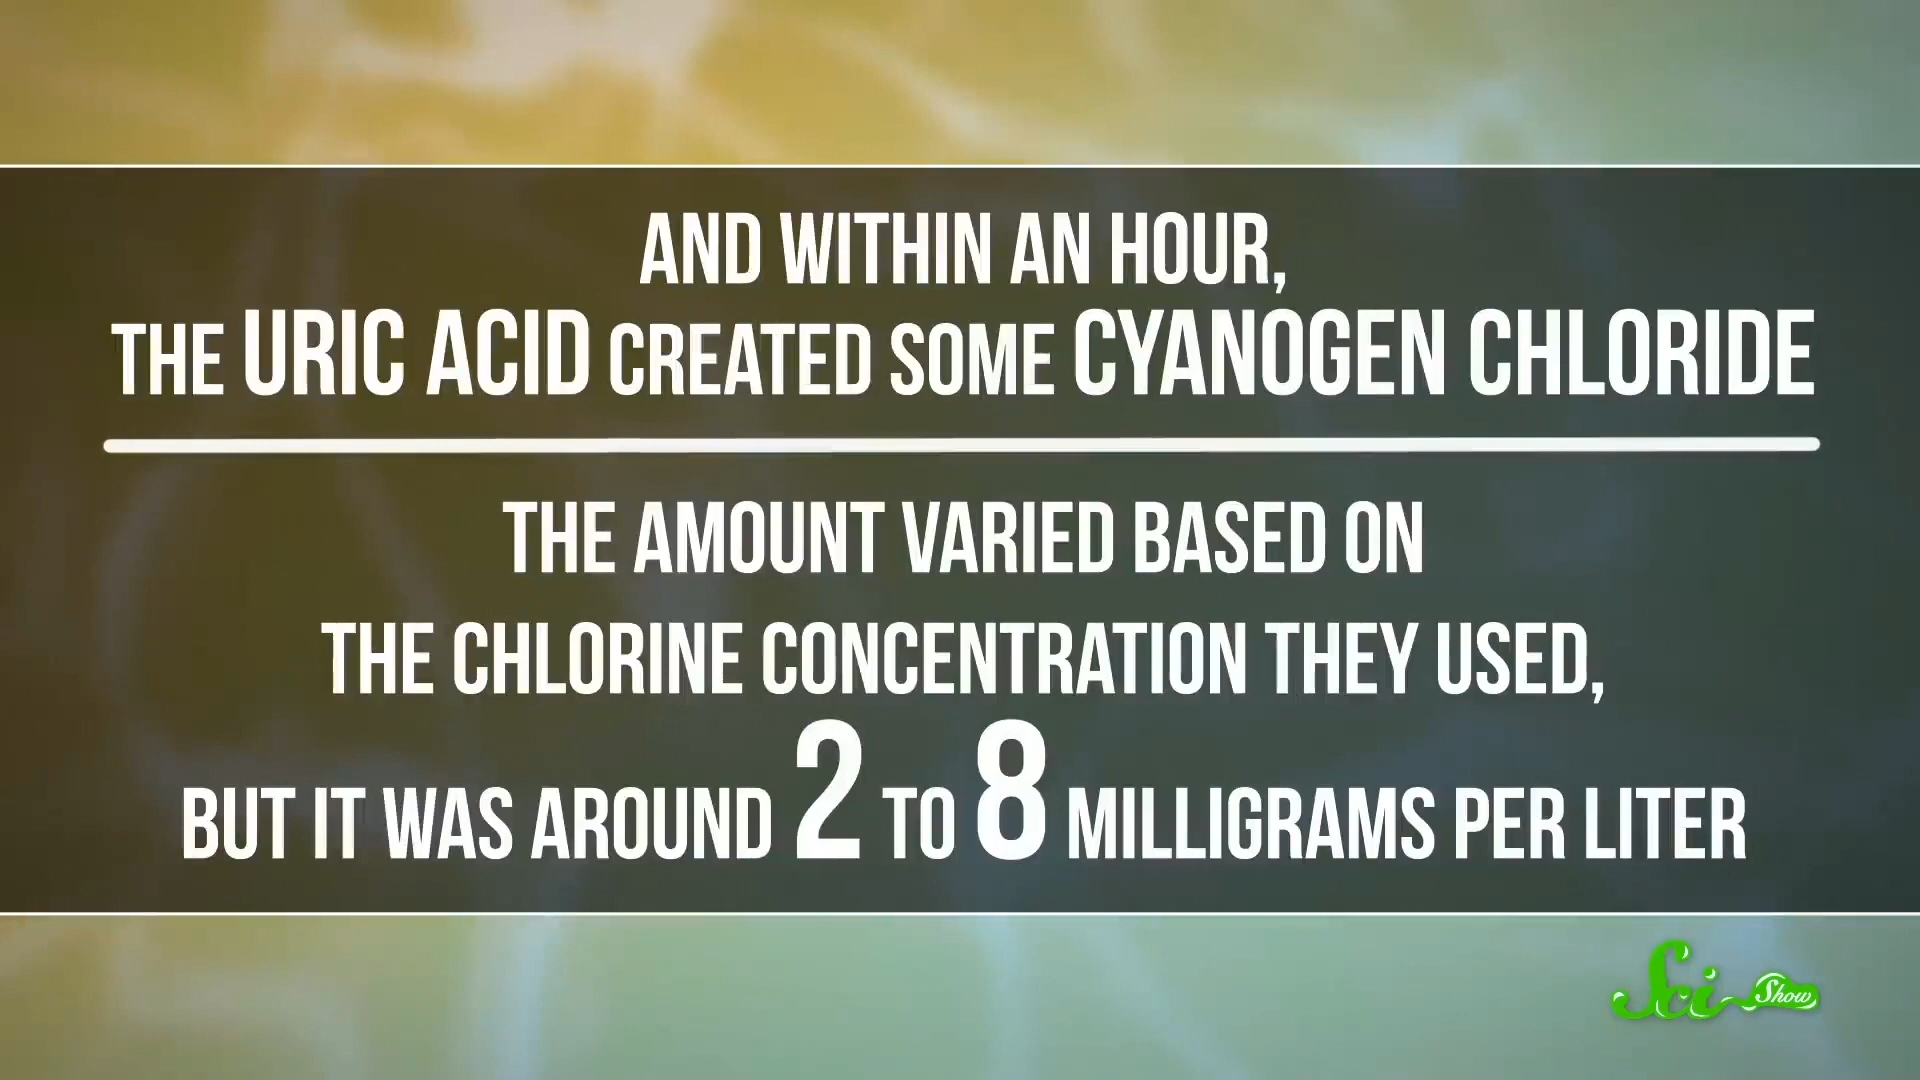 AND WITHIN AN HOUR,
THE URIC ACID CREATED SOME CYANOGEN CHLORIDE
THE AMOUNT VARIED BASED ON
THE CHLORINE CONCENTRATION THEY USED,
BUT IT WAS AROUND 2 TO 8 MILLIGRAMS PER LITER
Sci Show